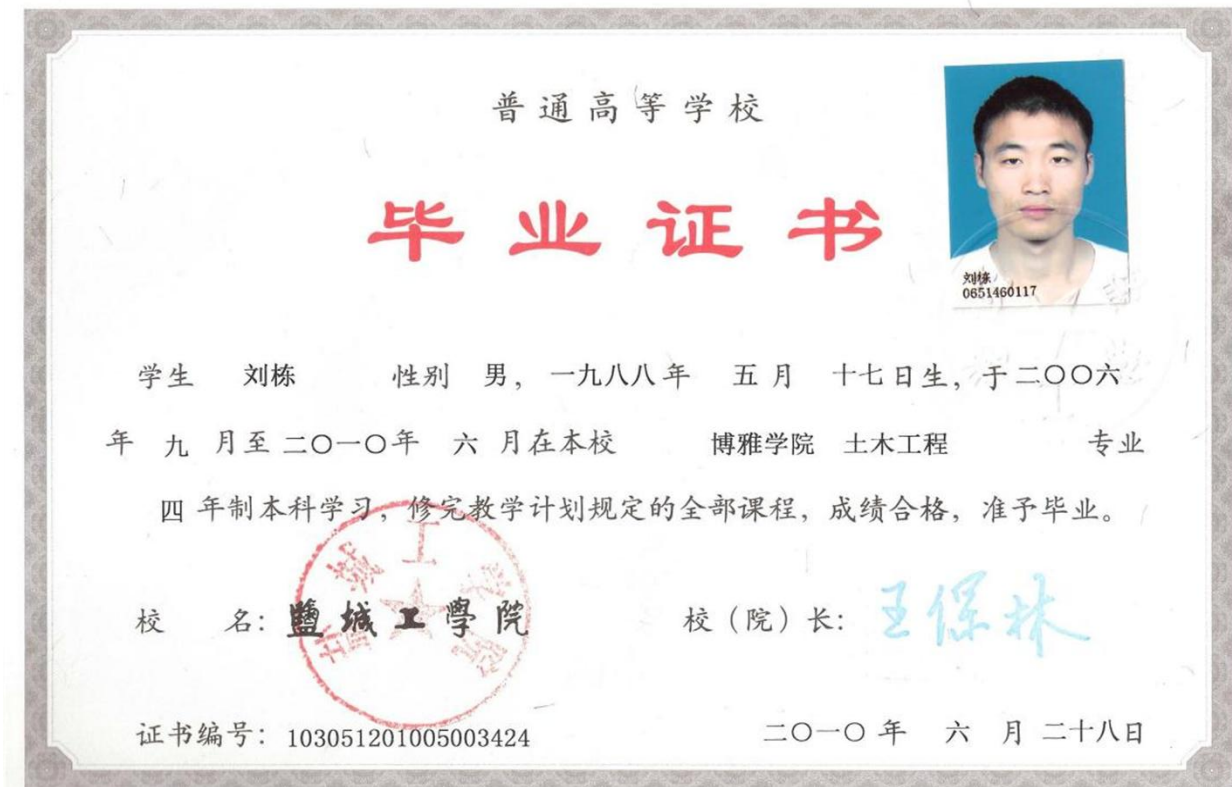 普通高等学校
毕业证书
刘栋
0651460117
学生 刘栋 性别 男，一九八八年 五月 十七日生，于二〇〇六
年 九 月至二〇一〇年 六 月在本校 博雅学院 土木工程 专业
四 年制本科学习，修完教学计划规定的全部课程，成绩合格，准予毕业。
校 名：鹽城工學院
校（院）长：王保林
证书编号：103051201005003424
二〇一〇年 六 月 二十八日